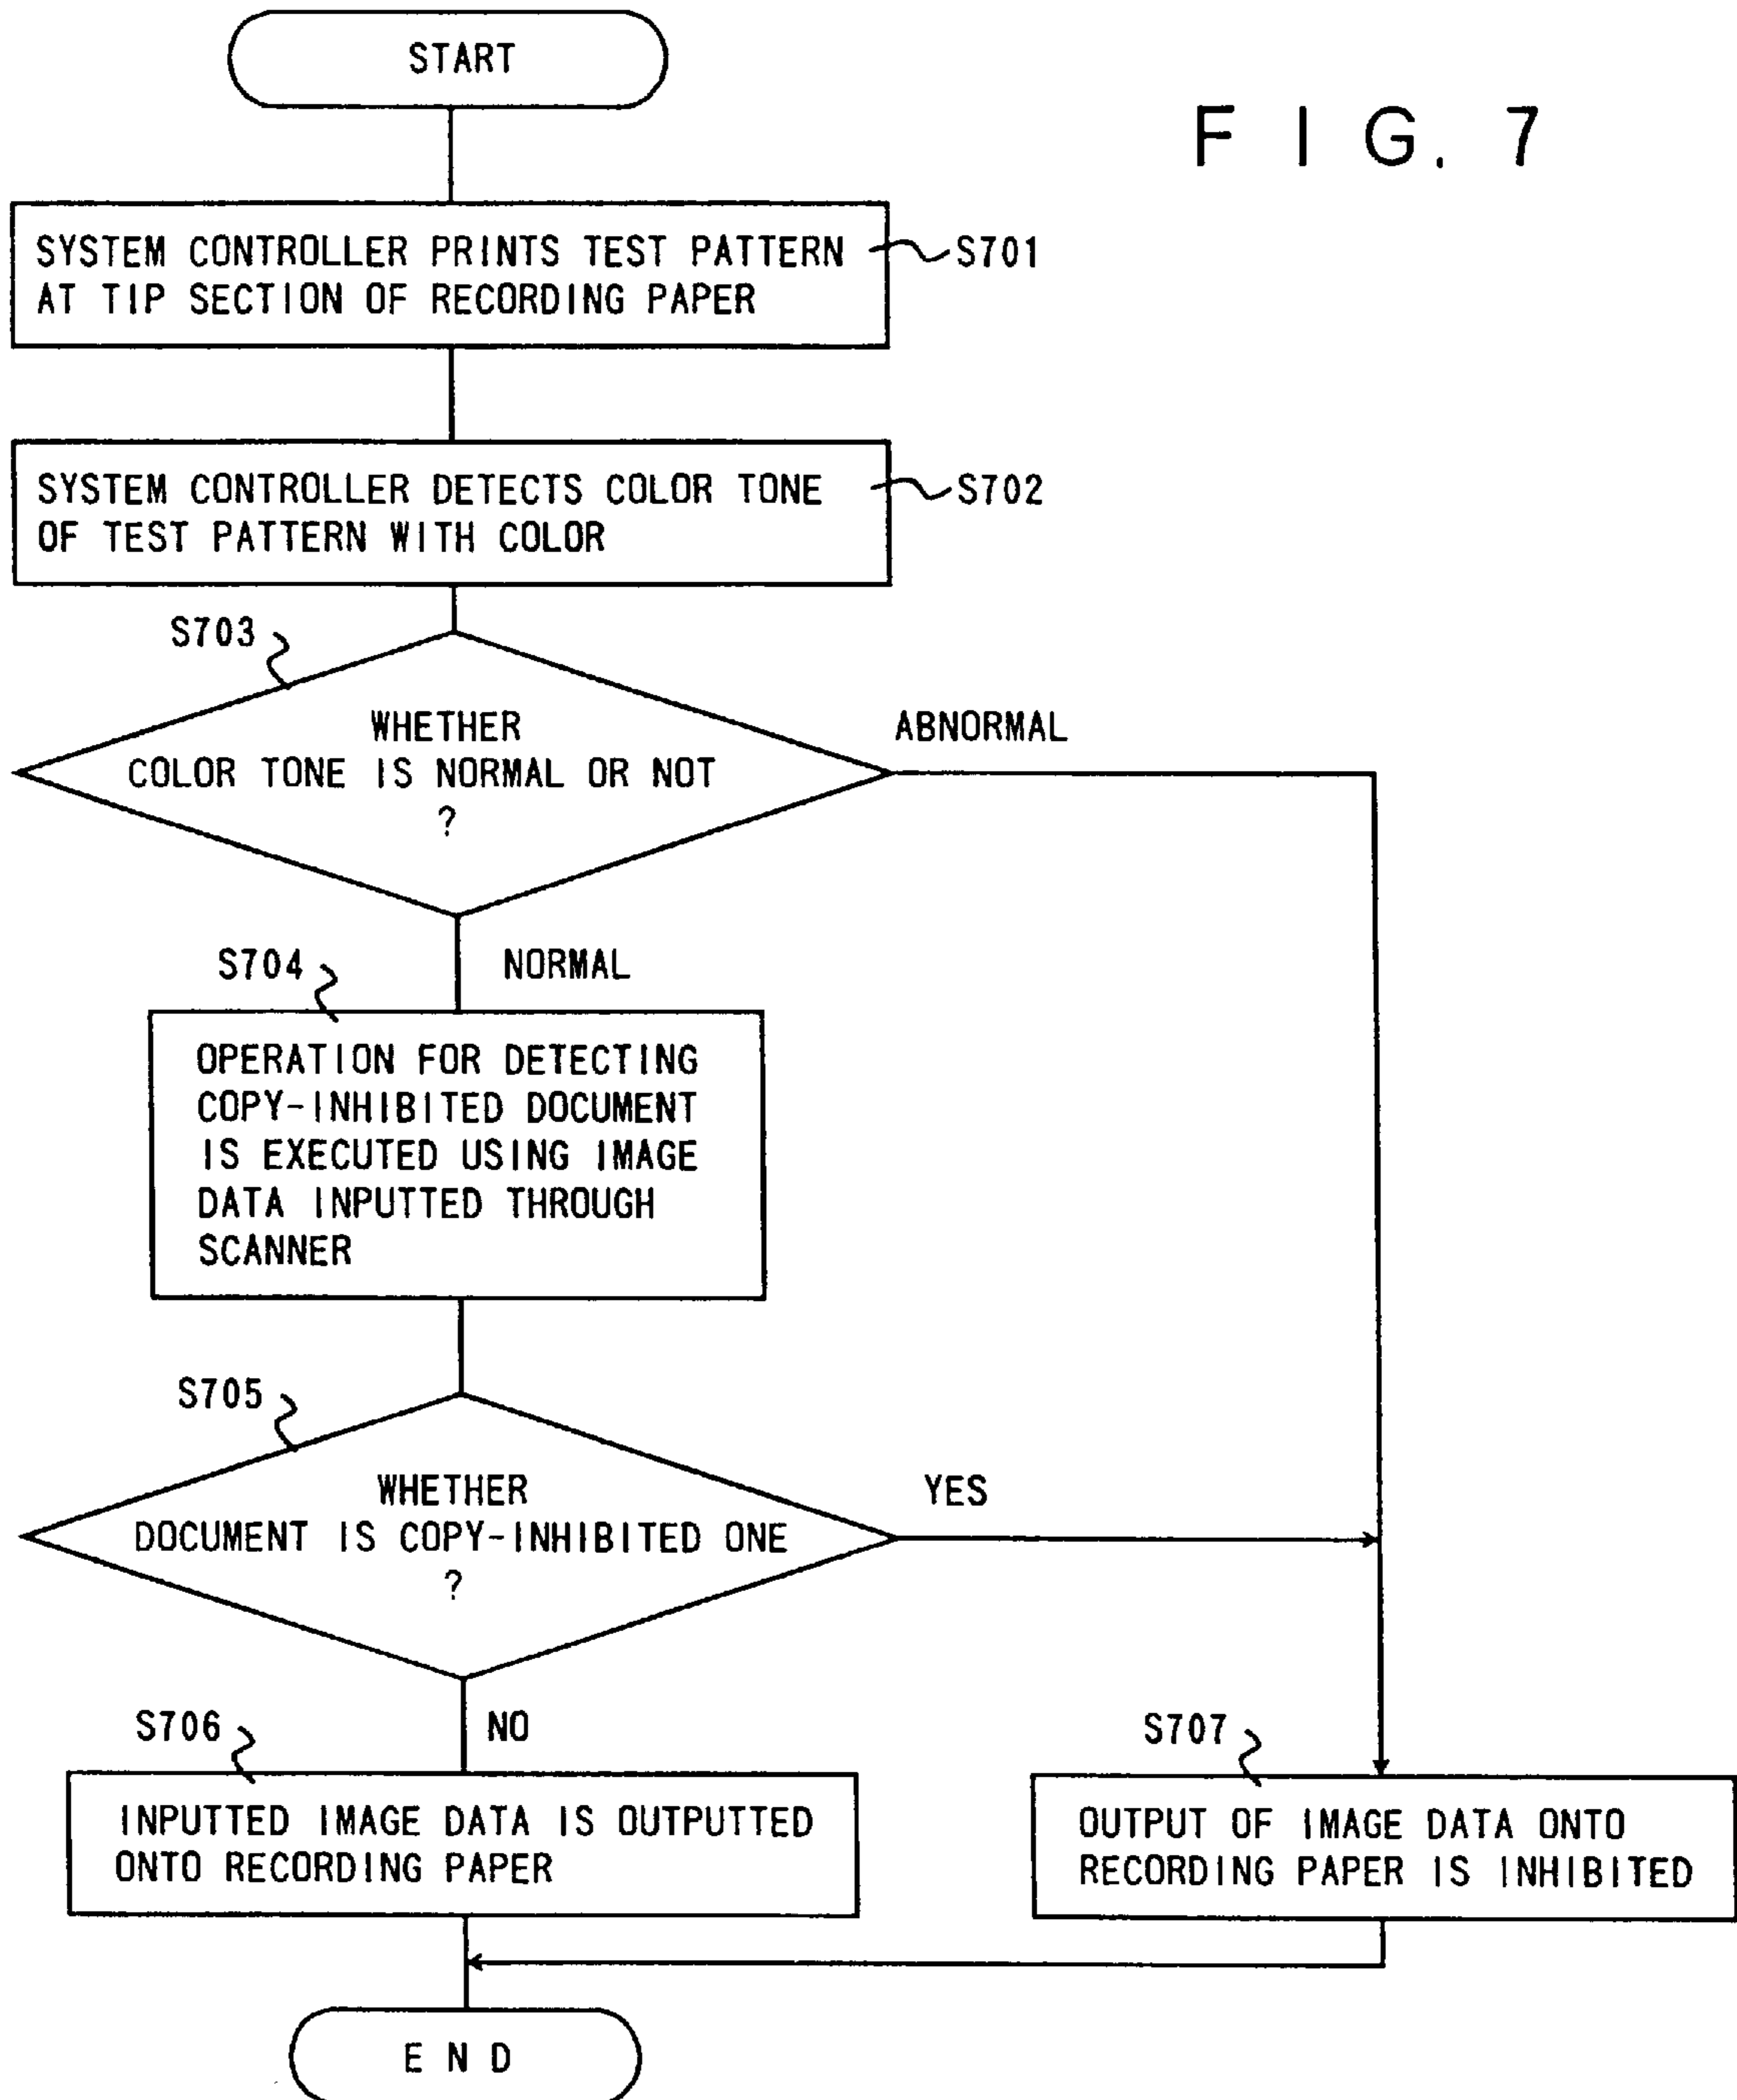 START
F I G. 7
SYSTEM CONTROLLER PRINTS TEST PATTERN
AT TIP SECTION OF RECORDING PAPER
S701
SYSTEM CONTROLLER DETECTS COLOR TONE
OF TEST PATTERN WITH COLOR
S702
S703
WHETHER
COLOR TONE IS NORMAL OR NOT
?
ABNORMAL
S704
NORMAL
OPERATION FOR DETECTING
COPY-INHIBITED DOCUMENT
IS EXECUTED USING IMAGE
DATA INPUTTED THROUGH
SCANNER
S705
WHETHER
DOCUMENT IS COPY-INHIBITED ONE
?
YES
S706
NO
INPUTTED IMAGE DATA IS OUTPUTTED
ONTO RECORDING PAPER
S707
OUTPUT OF IMAGE DATA ONTO
RECORDING PAPER IS INHIBITED
E N D